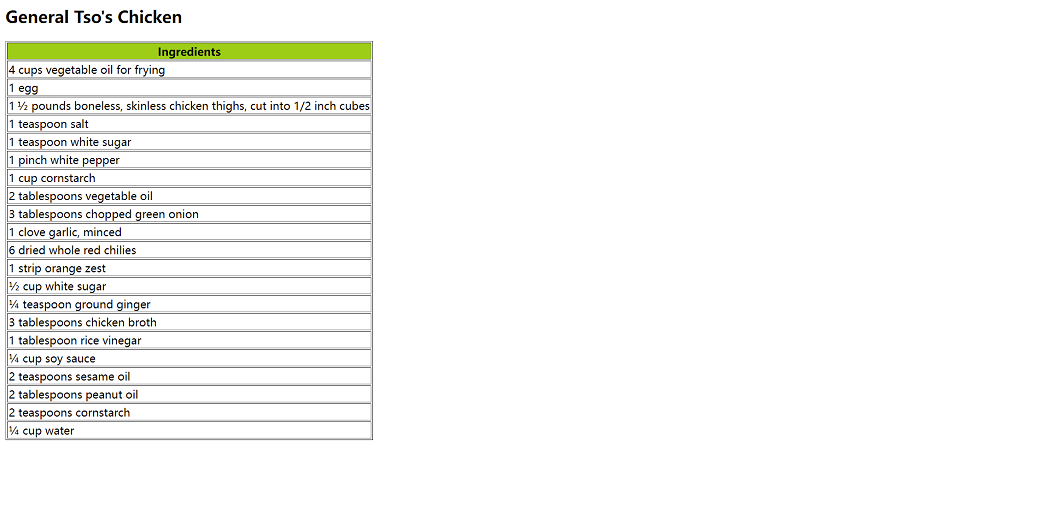 General Tso's Chicken
Ingredients
4 cups vegetable oil for frying
1 egg
1 ½ pounds boneless, skinless chicken thighs, cut into 1/2 inch cubes
1 teaspoon salt
1 teaspoon white sugar
1 pinch white pepper
1 cup cornstarch
2 tablespoons vegetable oil
3 tablespoons chopped green onion
1 clove garlic, minced
6 dried whole red chilies
1 strip orange zest
½ cup white sugar
¼ teaspoon ground ginger
3 tablespoons chicken broth
1 tablespoon rice vinegar
¼ cup soy sauce
2 teaspoons sesame oil
2 tablespoons peanut oil
2 teaspoons cornstarch
¼ cup water